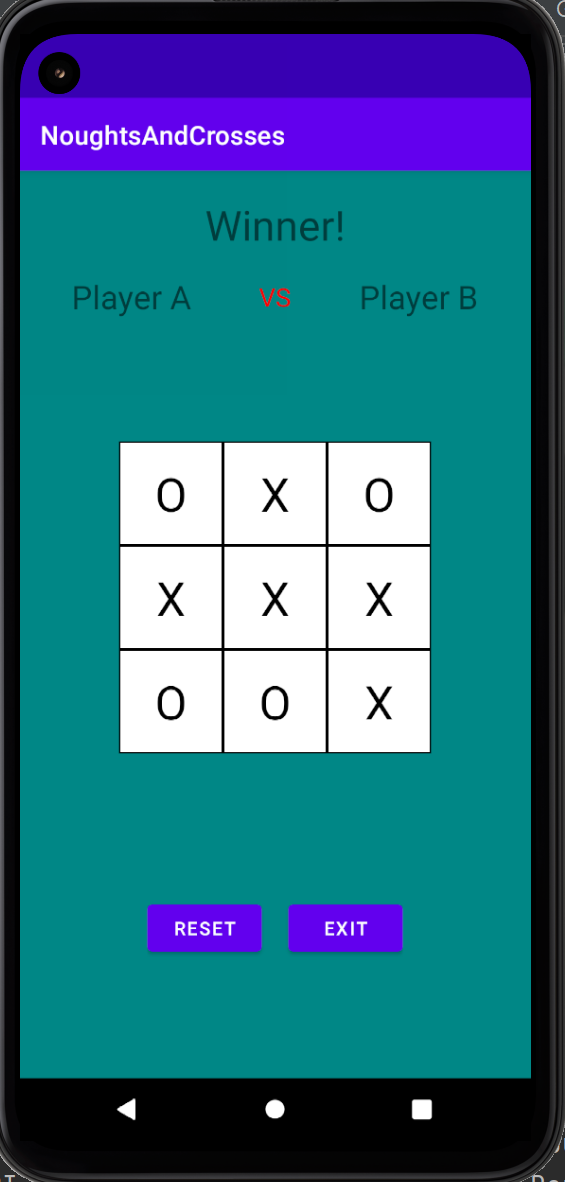 NoughtsAndCrosses
Winner!
Player A VS Player B
O X O
X X X
O O X
RESET EXIT